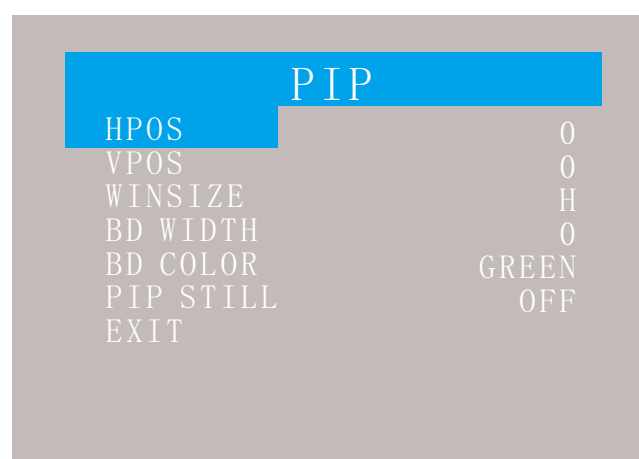 PIP
HPOS 0
VPOS 0
WINSIZE H
BD WIDTH 0
BD COLOR GREEN
PIP STILL OFF
EXIT